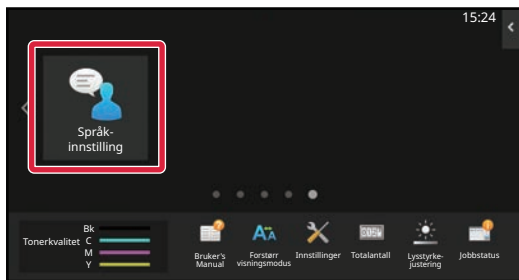 15:24
Språk-
innstilling
Tonerkvalitet
Bk
C
M
Y
Bruker's
Manual
Forstørr
visningsmodus
Innstillinger
Totalantall
Lysstyrke-
justering
Jobbstatus